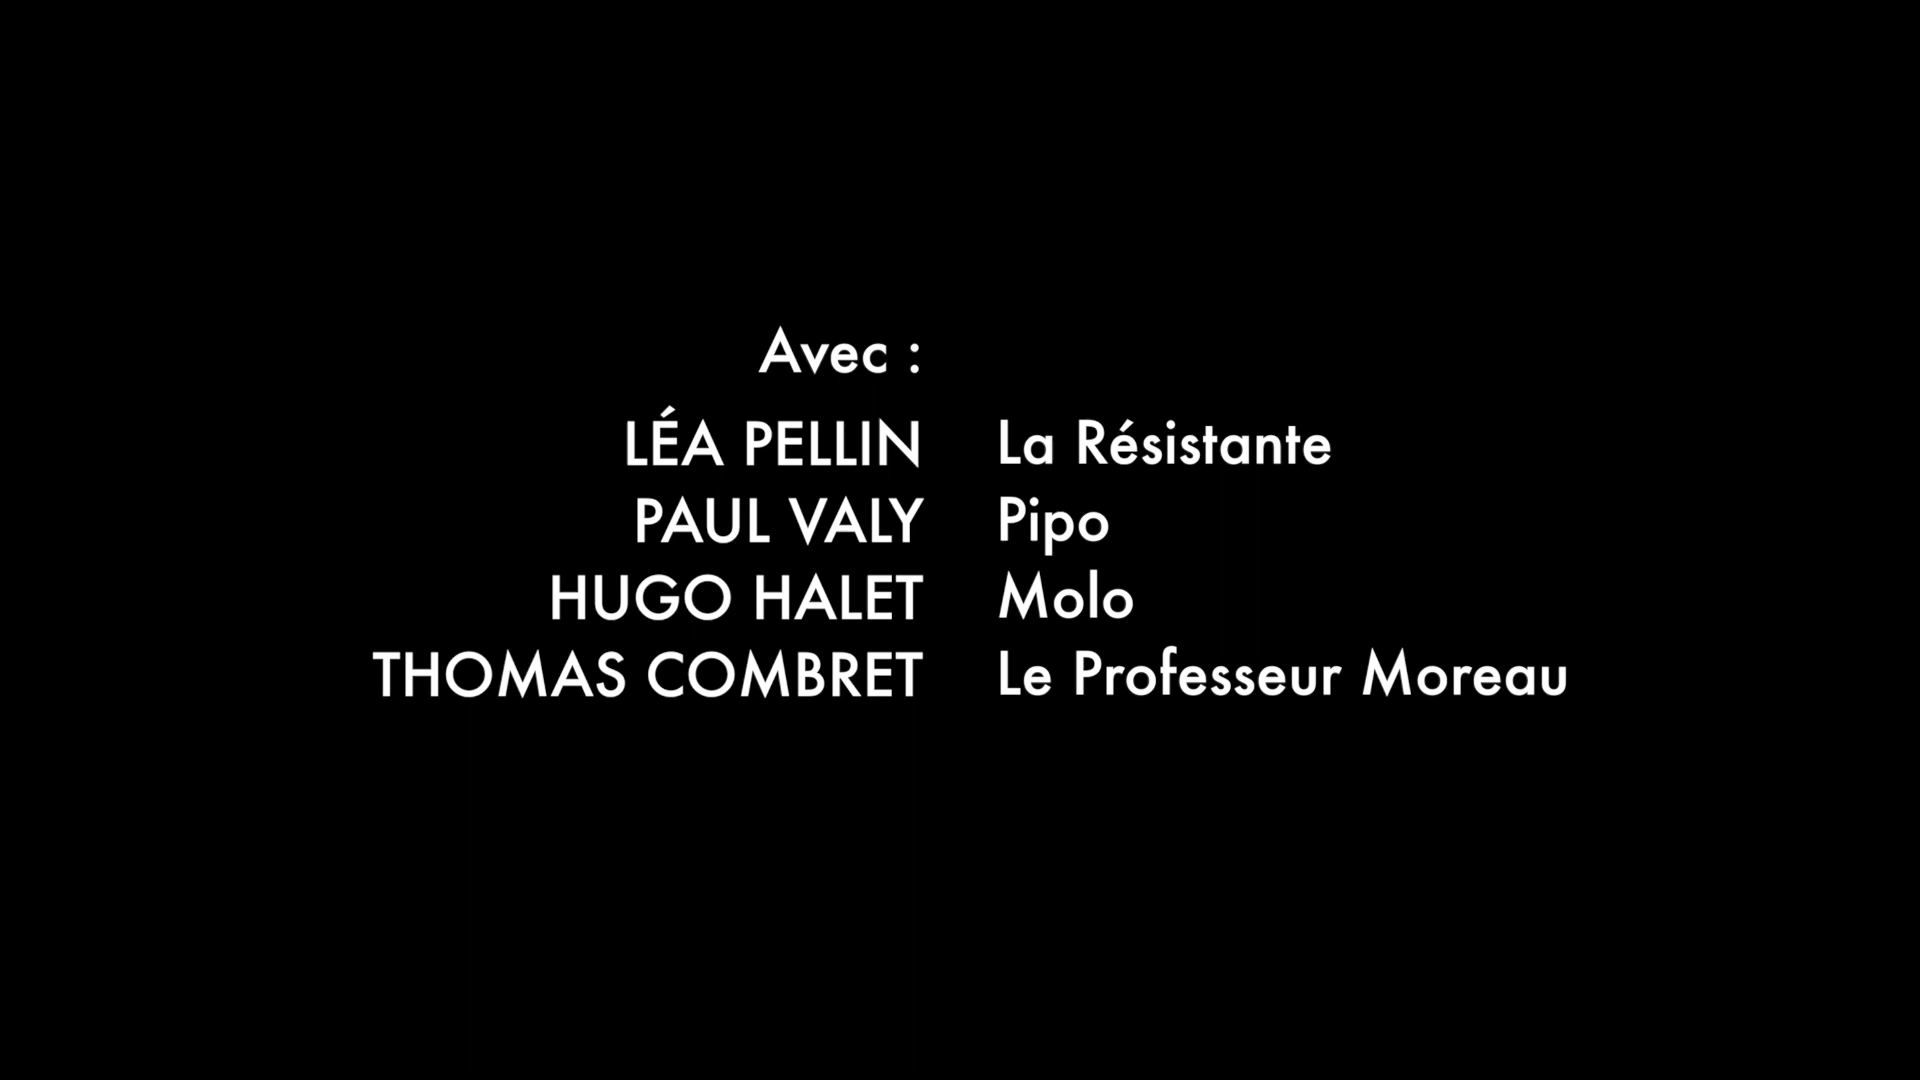 Avec :
LÉA PELLIN La Résistante
PAUL VALY Pipo
HUGO HALET Molo
THOMAS COMBRET Le Professeur Moreau